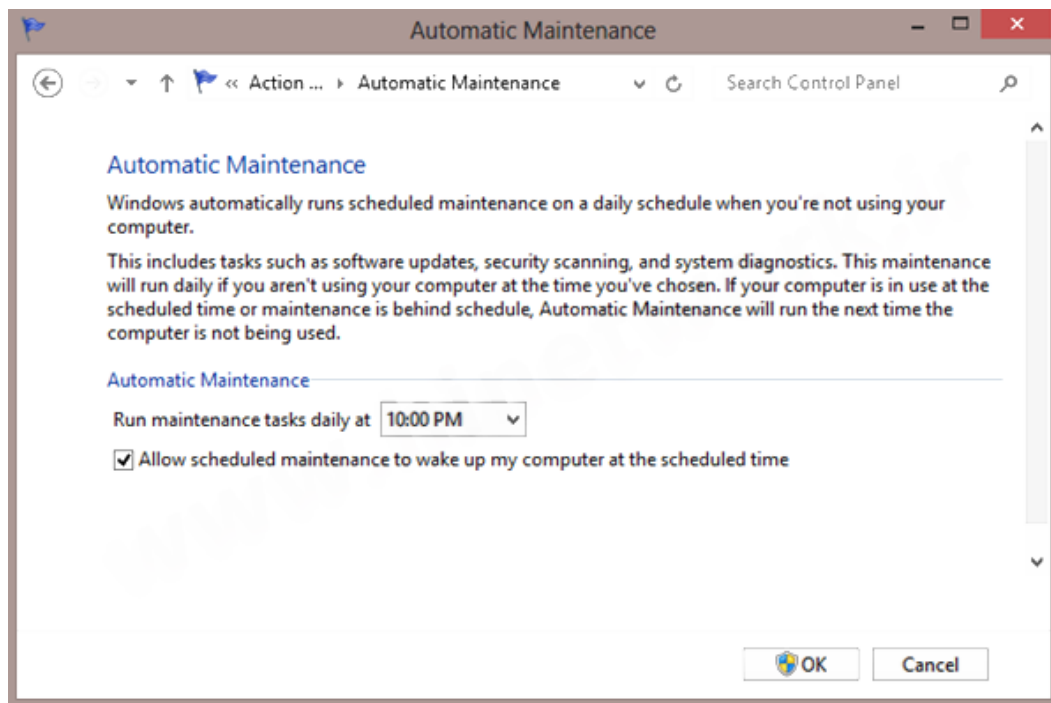 Automatic Maintenance
« Action ... Automatic Maintenance Search Control Panel
Automatic Maintenance
Windows automatically runs scheduled maintenance on a daily schedule when you're not using your
computer.
This includes tasks such as software updates, security scanning, and system diagnostics. This maintenance
will run daily if you aren't using your computer at the time you've chosen. If your computer is in use at the
scheduled time or maintenance is behind schedule, Automatic Maintenance will run the next time the
computer is not being used.
Automatic Maintenance
Run maintenance tasks daily at 10:00 PM
Allow scheduled maintenance to wake up my computer at the scheduled time
OK Cancel